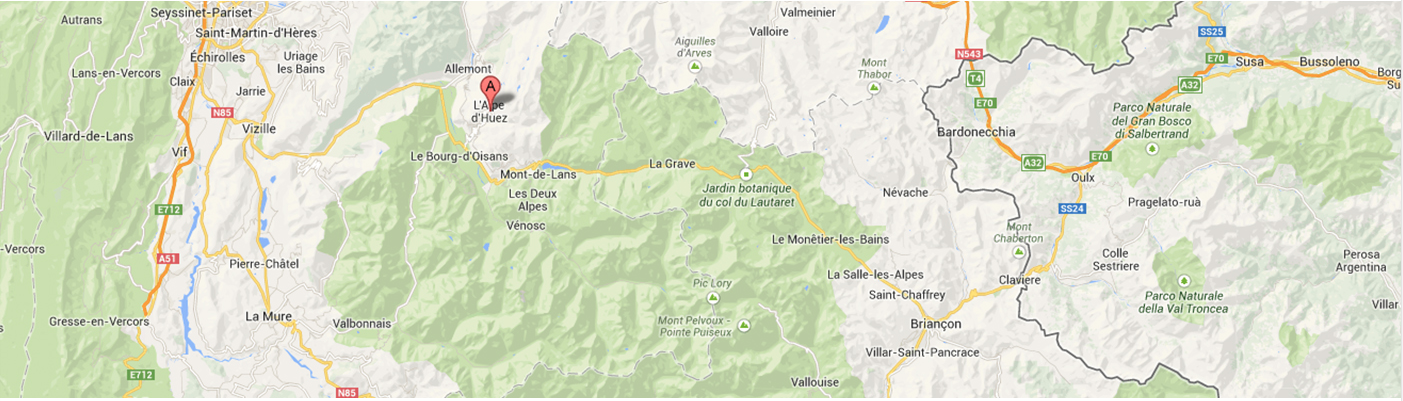 Seyssinet-Pariset
Autrans
Saint-Martin-d'Hères
Échirolles
Uriage
les Bains
Lans-en-Vercors
Claix
Jarrie
N85
Vizille
Villard-de-Lans
Vif
E712
-Vercors
A51
Pierre-Châtel
Gresse-en-Vercors
La Mure
Valbonnais
E712
N85
Allemont
A
L'Alpe
d'Huez
Le Bourg-d'Oisans
Mont-de-Lans
Les Deux
Alpes
Vénosc
La Grave
Aiguilles
d'Arves
Valmeinier
Valloire
Mont
Thabor
Jardin botanique
du col du Lautaret
Névache
Le Monêtier-les-Bains
La Salle-les-Alpes
Saint-Chaffrey
Briançon
Villar-Saint-Pancrace
Pic Lory
Mont Pelvoux -
Pointe Puiseux
Vallouise
N543
T4
E70
Bardonecchia
A32
E70
Oulx
SS24
Mont
Chaberton
Claviere
SS25
E70
Susa
Bussoleno
Borg
Su
A32
Parco Naturale
del Gran Bosco
di Salbertrand
Pragelato-ruà
Colle
Sestriere
Perosa
Argentina
Parco Naturale
della Val Troncea
Villar